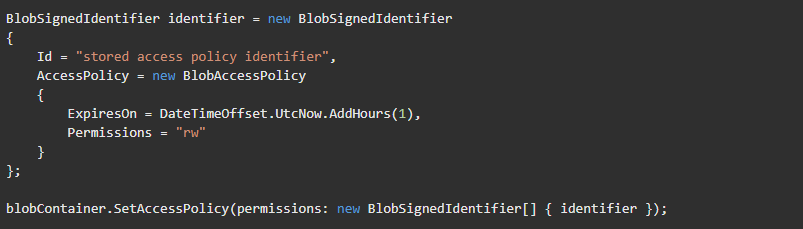 BlobSignedIdentifier identifier = new BlobSignedIdentifier
{
    Id = "stored access policy identifier",
    AccessPolicy = new BlobAccessPolicy
    {
        ExpiresOn = DateTimeOffset.UtcNow.AddHours(1),
        Permissions = "rw"
    }
};

blobContainer.SetAccessPolicy(permissions: new BlobSignedIdentifier[] { identifier });